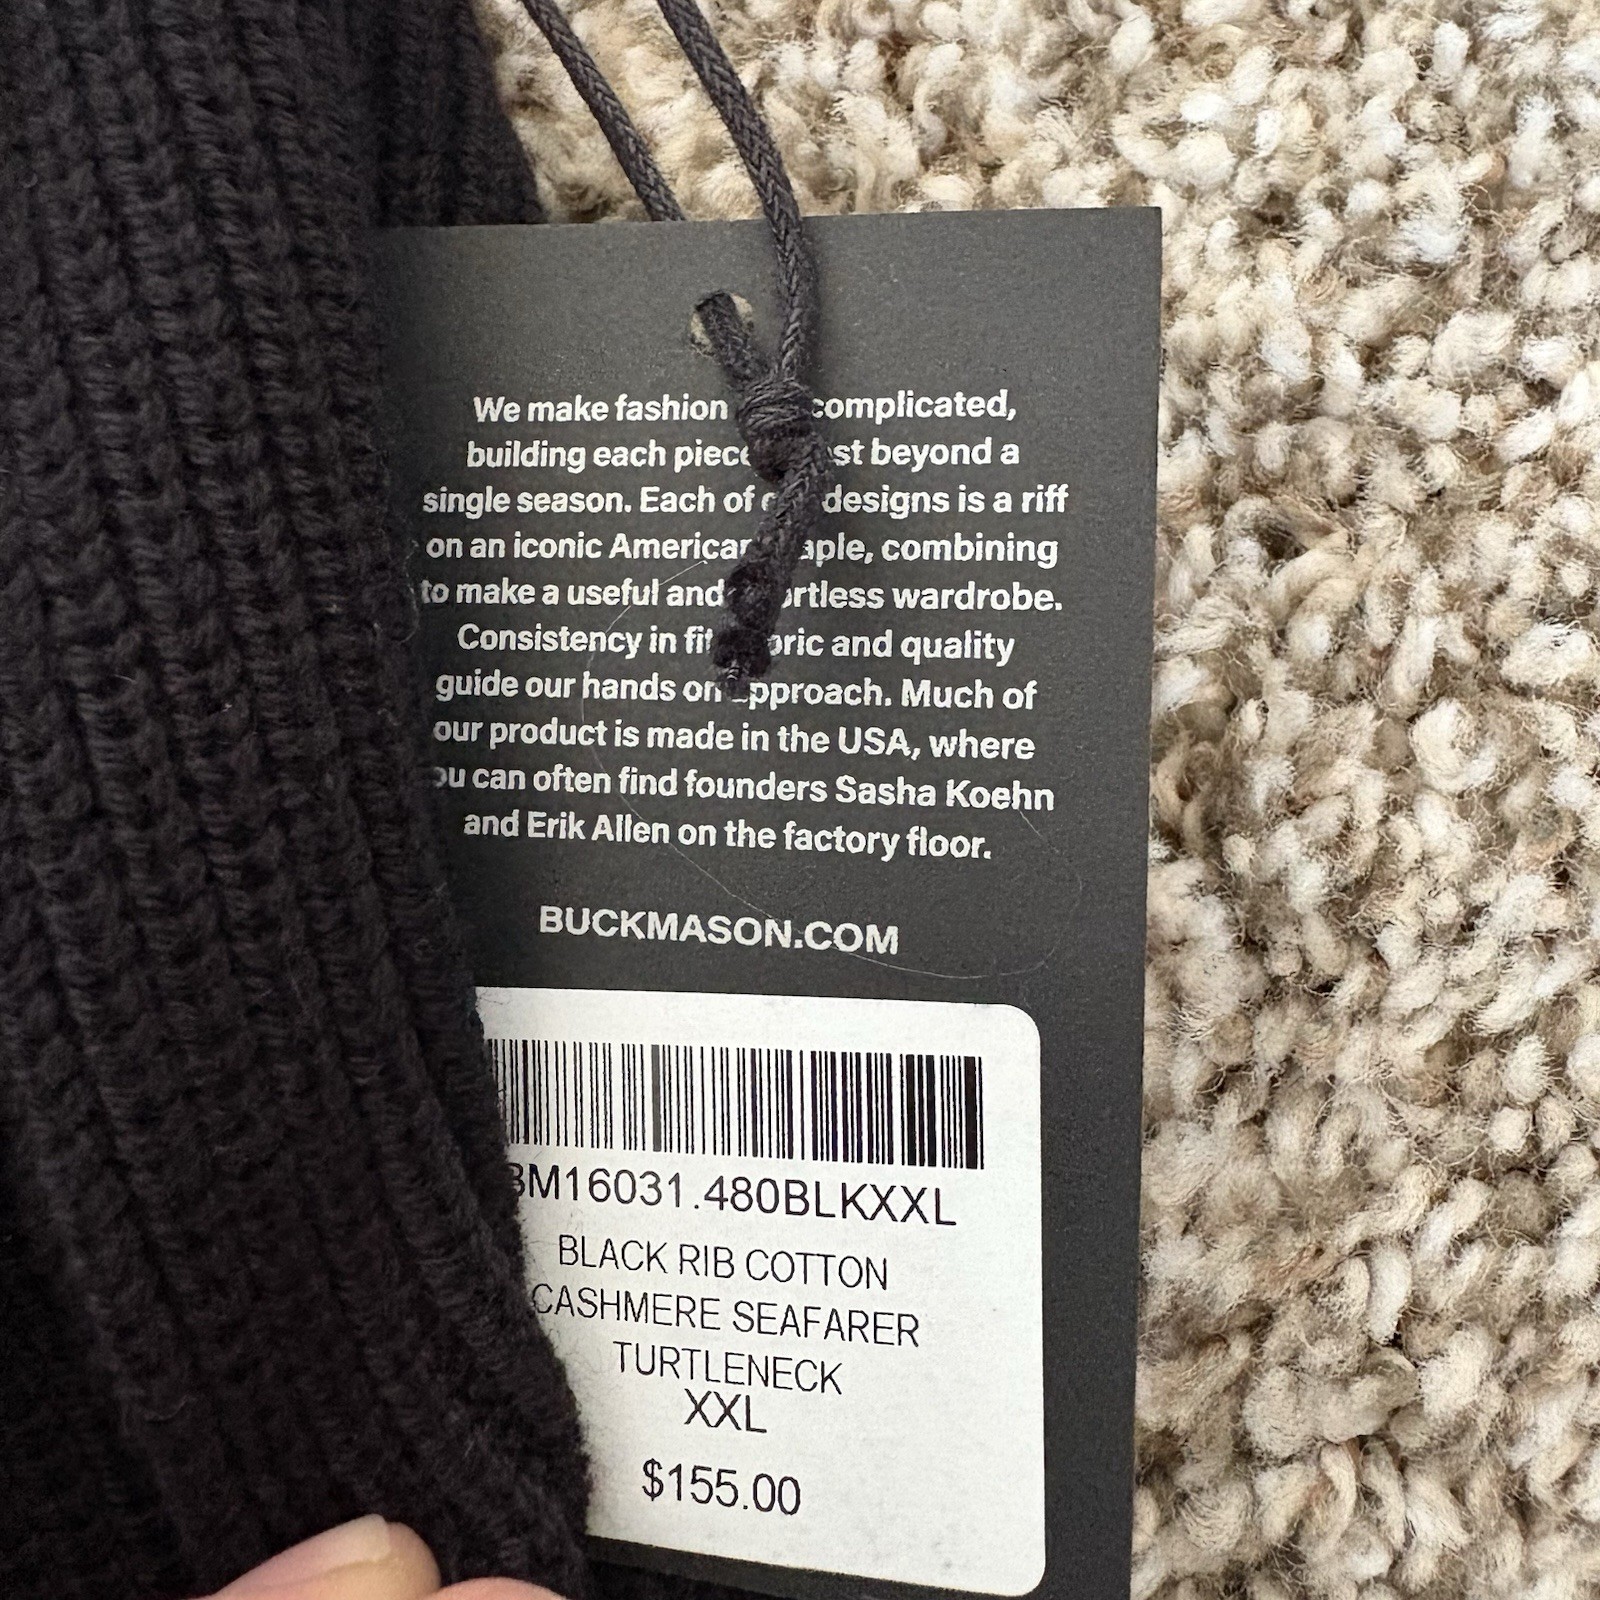 We make fashion complicated,
building each piece beyond a
single season. Each of designs is a riff
on an iconic American combining
to make a useful and wardrobe.
Consistency in fit and quality
guide our hands on approach. Much of
our product is made in the USA, where
can often find founders Sasha Koehn
and Erik Allen on the factory floor.
BUCKMASON.COM
BM16031.480BLKXXL
BLACK RIB COTTON
CASHMERE SEAFARER
TURTLENECK
XXL
$155.00